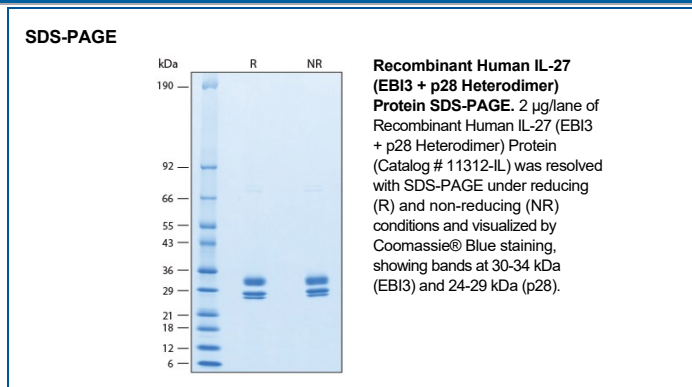 SDS-PAGE
kDa R NR
190
92
66
55
43
36
29
21
18
12
6
Recombinant Human IL-27
(EBI3 + p28 Heterodimer)
Protein SDS-PAGE. 2 µg/lane of
Recombinant Human IL-27 (EBI3
+ p28 Heterodimer) Protein
(Catalog # 11312-IL) was resolved
with SDS-PAGE under reducing
(R) and non-reducing (NR)
conditions and visualized by
Coomassie® Blue staining,
showing bands at 30-34 kDa
(EBI3) and 24-29 kDa (p28).